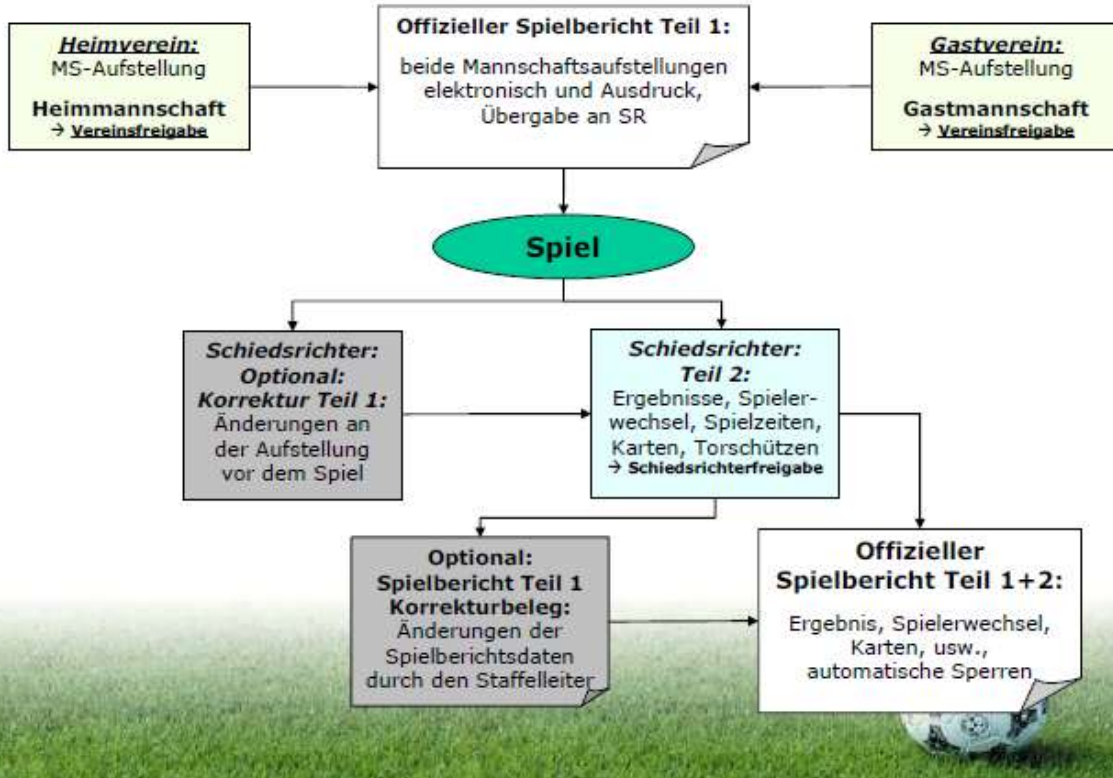 Heimverein:
MS-Aufstellung
Heimmannschaft
→ Vereinsfreigabe
Offizieller Spielbericht Teil 1:
beide Mannschaftsaufstellungen
elektronisch und Ausdruck,
Übergabe an SR
Gastverein:
MS-Aufstellung
Gastmannschaft
→ Vereinsfreigabe
Spiel
Schiedsrichter:
Optional:
Korrektur Teil 1:
Änderungen an
der Aufstellung
vor dem Spiel
Schiedsrichter:
Teil 2:
Ergebnisse, Spieler-
wechsel, Spielzeiten,
Karten, Torschützen
→ Schiedsrichterfreigabe
Optional:
Spielbericht Teil 1
Korrekturbeleg:
Änderungen der
Spielberichtsdaten
durch den Staffelleiter
Offizieller
Spielbericht Teil 1+2:
Ergebnis, Spielerwechsel,
Karten, usw.,
automatische Sperren